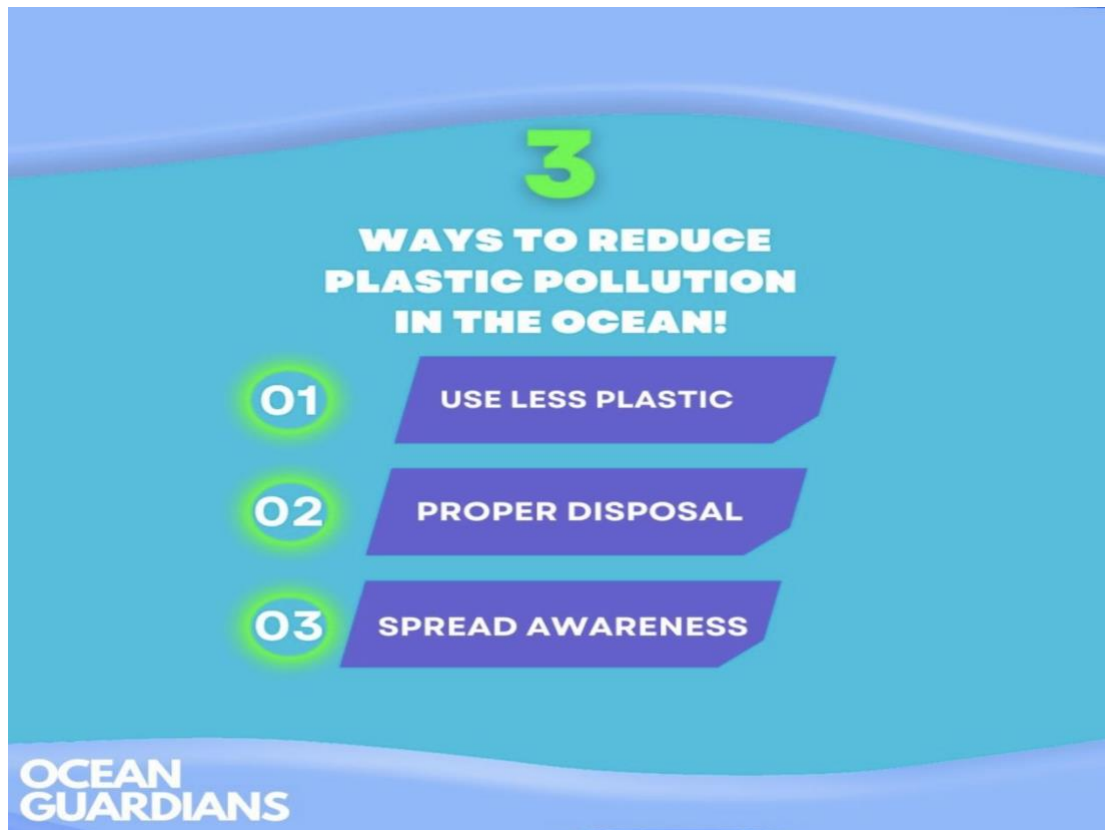 3
WAYS TO REDUCE
PLASTIC POLLUTION
IN THE OCEAN!
01 USE LESS PLASTIC
02 PROPER DISPOSAL
03 SPREAD AWARENESS
OCEAN
GUARDIANS